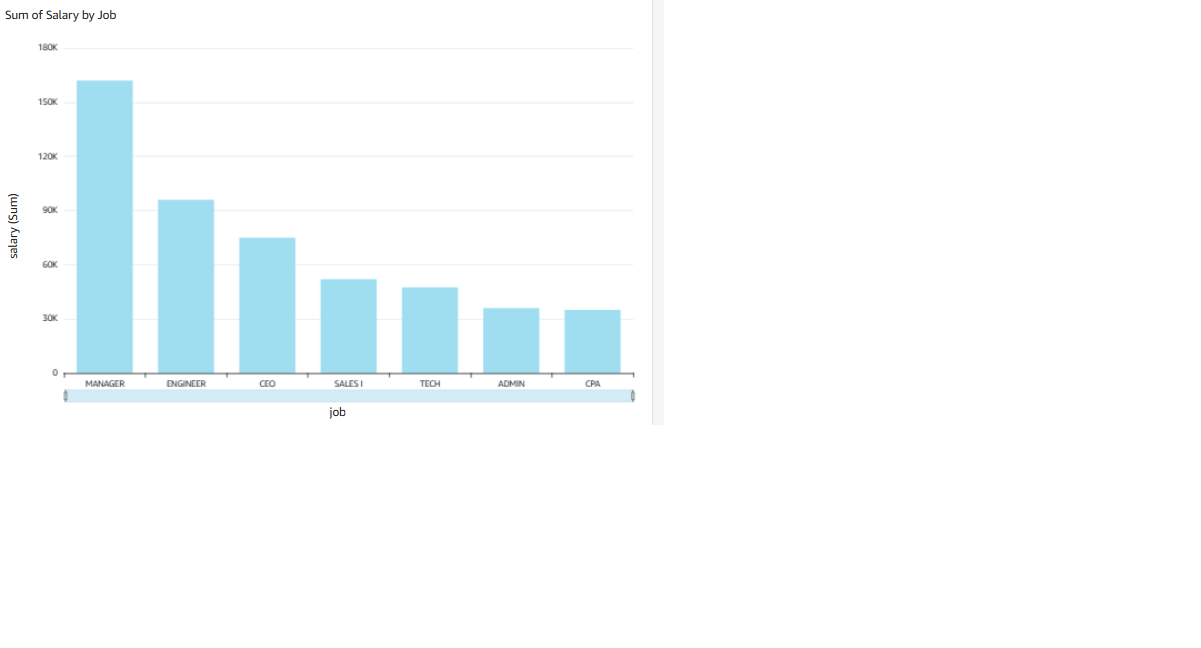 Sum of Salary by Job
180K
150K
120K
90K
60K
30K
0
salary (Sum)
MANAGER ENGINEER CEO SALES I TECH ADMIN CPA
job